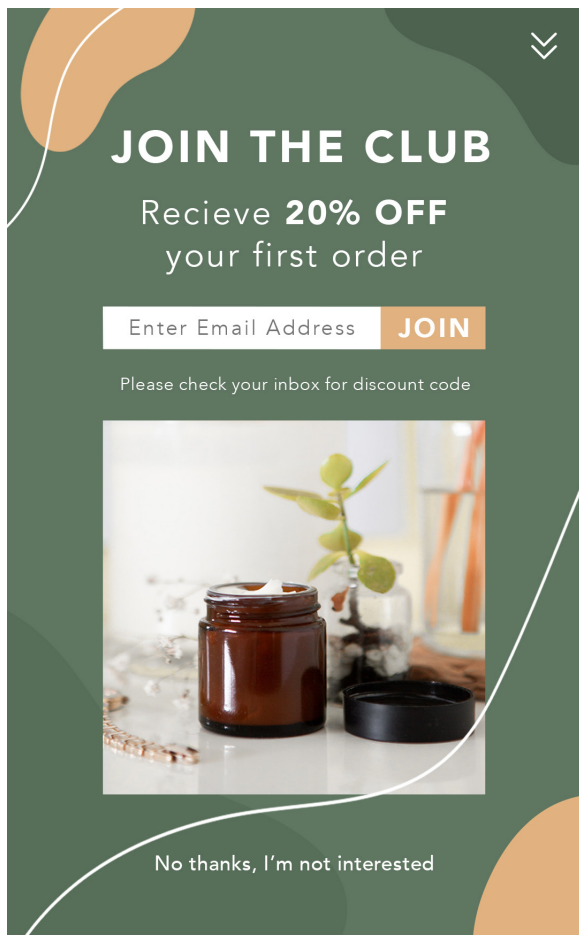 JOIN THE CLUB
Recieve 20% OFF
your first order
Enter Email Address JOIN
Please check your inbox for discount code
No thanks, I'm not interested